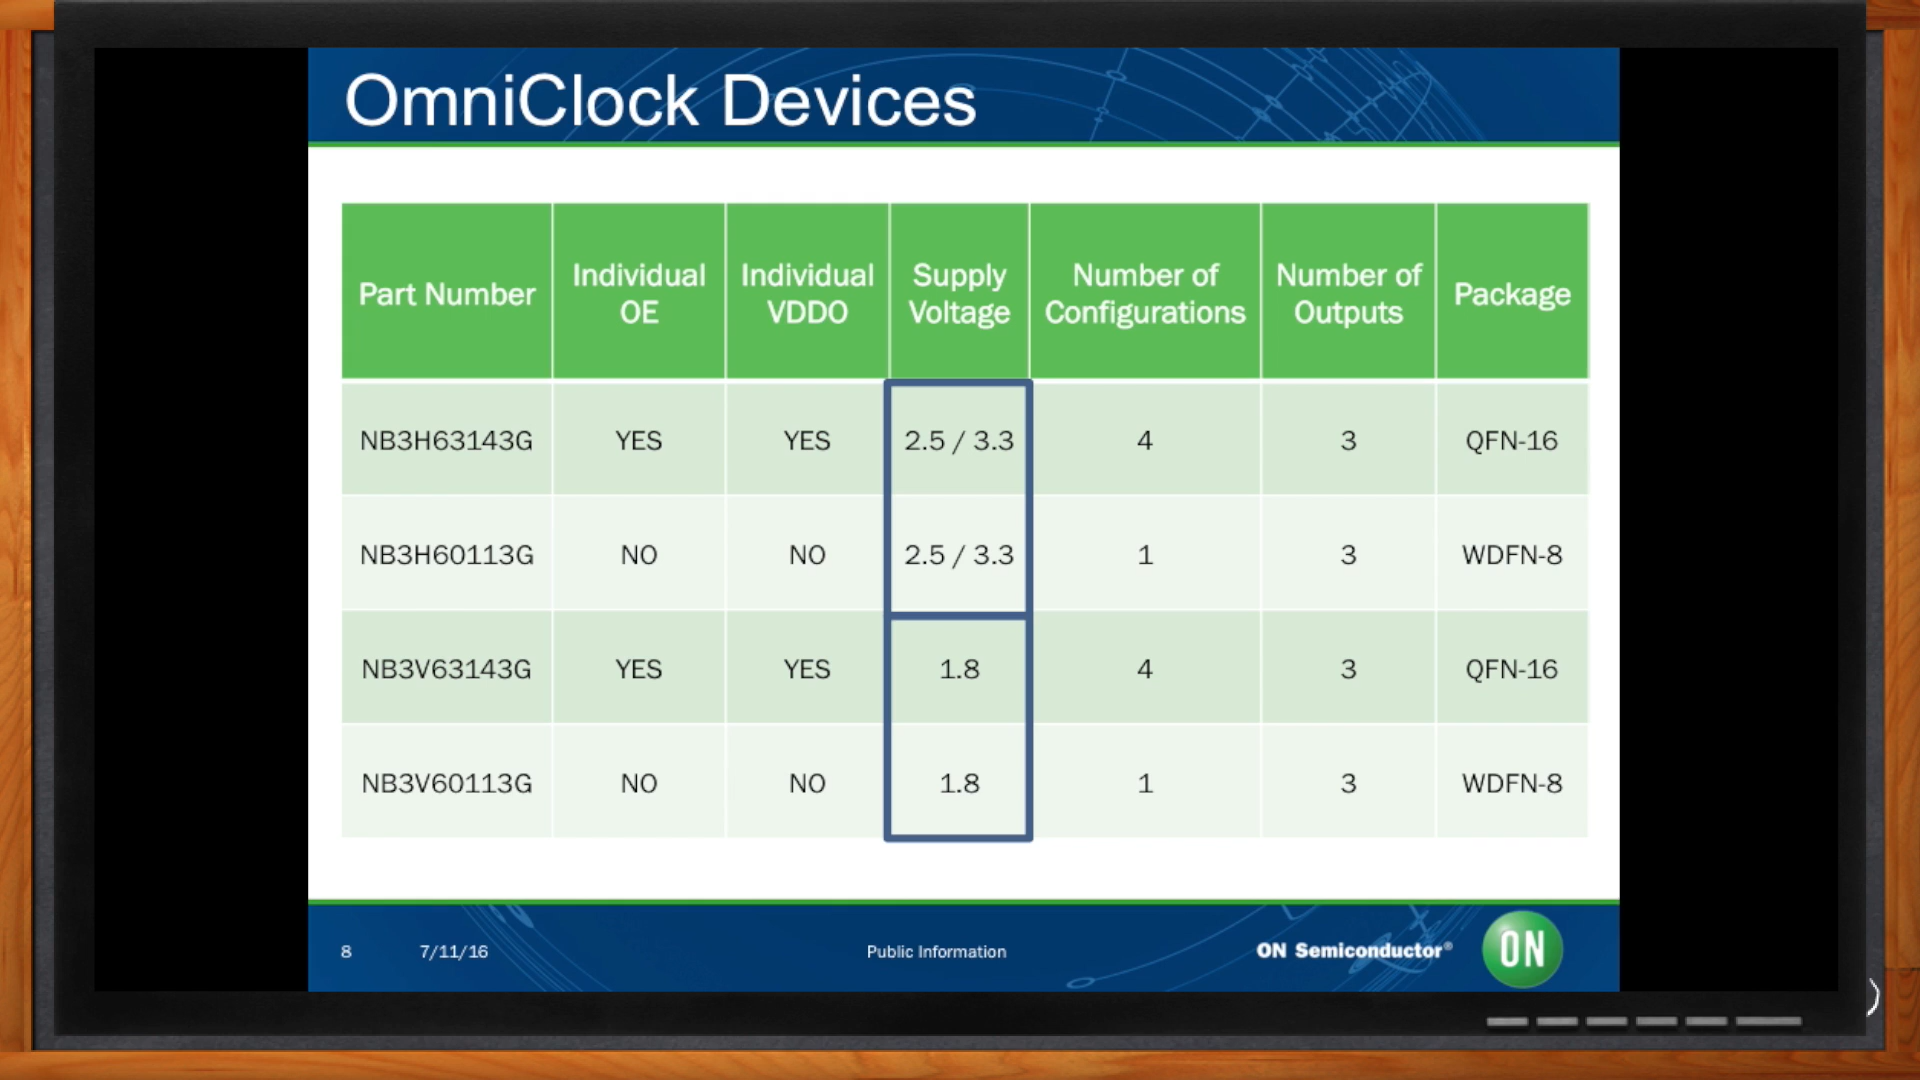 OmniClock Devices
Part Number
Individual OE
Individual VDDO
Supply Voltage
Number of Configurations
Number of Outputs
Package
NB3H63143G YES YES 2.5 / 3.3 4 3 QFN-16
NB3H60113G NO NO 2.5 / 3.3 1 3 WDFN-8
NB3V63143G YES YES 1.8 4 3 QFN-16
NB3V60113G NO NO 1.8 1 3 WDFN-8
8 7/11/16 Public Information ON Semiconductor® ON